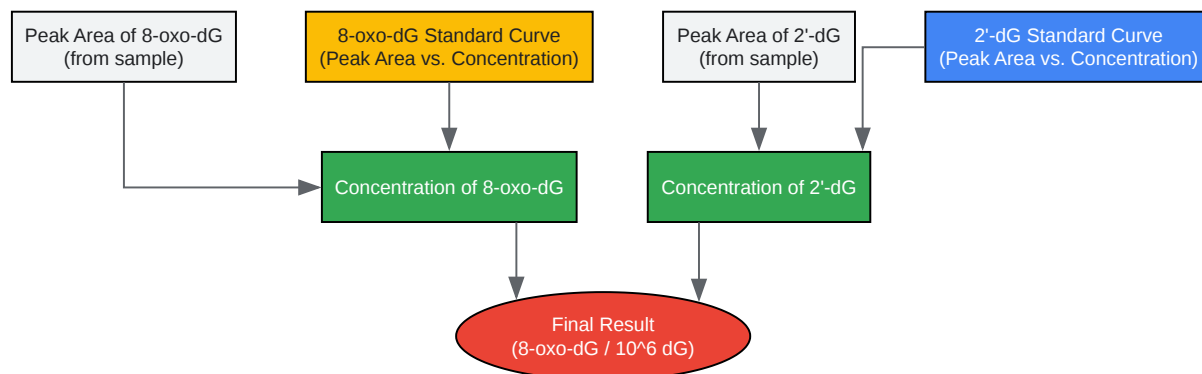 Peak Area of 8-oxo-dG
(from sample)
8-oxo-dG Standard Curve
(Peak Area vs. Concentration)
Peak Area of 2'-dG
(from sample)
2'-dG Standard Curve
(Peak Area vs. Concentration)
Concentration of 8-oxo-dG
Concentration of 2'-dG
Final Result
(8-oxo-dG / 10^6 dG)